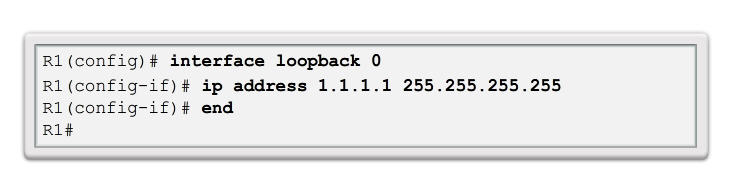 R1(config)# interface loopback 0
R1(config-if)# ip address 1.1.1.1 255.255.255.255
R1(config-if)# end
R1#